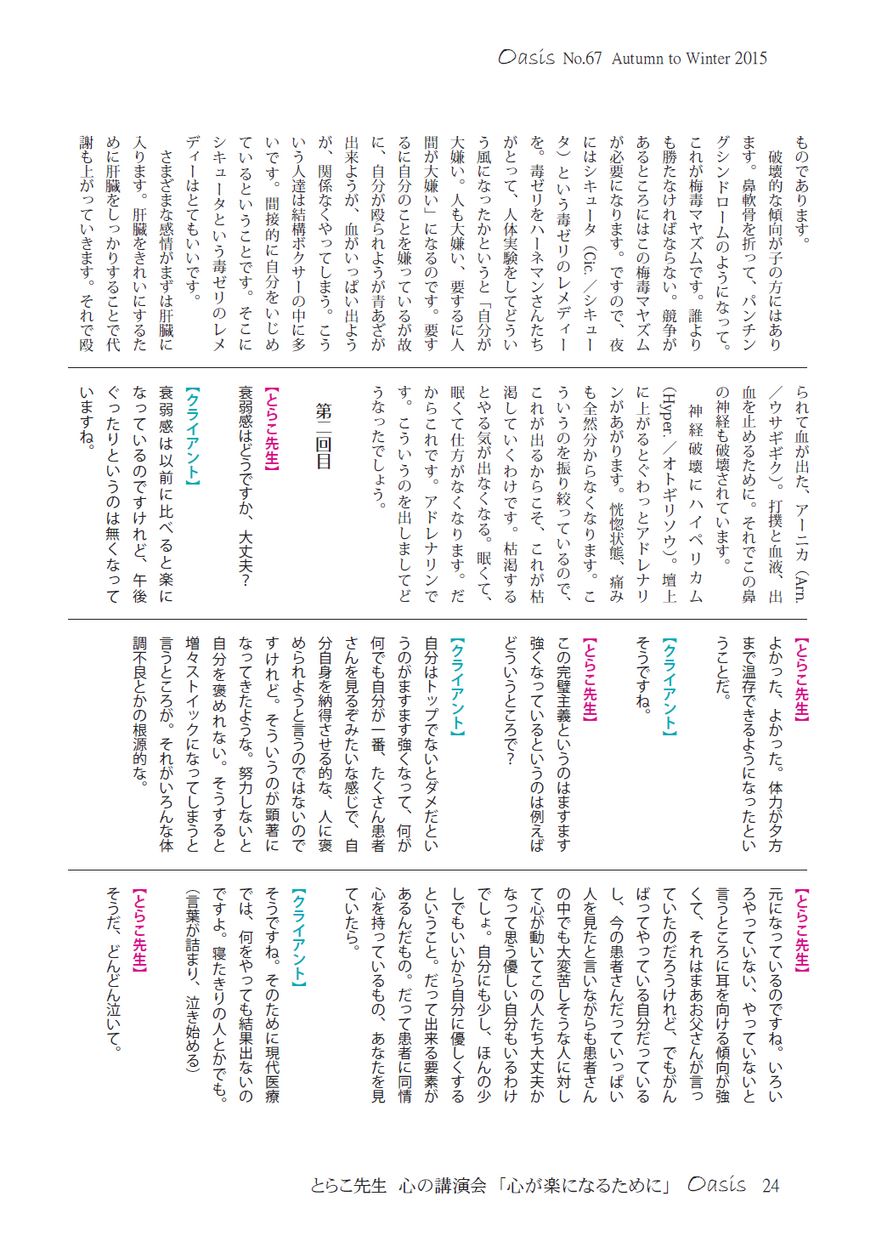 Oasis No.67 Autumn to Winter 2015
ものであります。
破壊的な傾向が子の方にはあり
ます。鼻軟骨を折って、パンチン
グシンドロームのようになって。
これが梅毒マヤズムです。誰より
も勝たなければならない。競争が
あるところにはこの梅毒マヤズム
が必要になります。ですので、夜
にはシキュータ（Cic.／シキュー
タ）という毒ゼリのレメディー
を。毒ゼリをハーネマンさんたち
がとって、人体実験をしてどうい
う風になったかというと「自分が
大嫌い。人も大嫌い、要するに人
間が大嫌い」になるのです。要す
るに自分のことを嫌っているが故
に、自分が殴られようが青あざが
出来ようが、血がいっぱい出よう
が、関係なくやってしまう。こう
いう人達は結構ボクサーの中に多
いです。間接的に自分をいじめ
ているということです。そこに
シキュータという毒ゼリのレメ
ディーはとてもいいです。
さまざまな感情がまずは肝臓に
入ります。肝臓をきれいにするた
めに肝臓をしっかりすることで代
謝も上がっていきます。それで殴
られて血が出た、アーニカ（Arn.
／ウサギギク）。打撲と血液、出
血を止めるために。それでこの鼻
の神経も破壊されています。
神経破壊にハイペリカム
（Hyper.／オトギリソウ）。壇上
に上がるとぐわっとアドレナリ
ンがあがります。恍惚状態、痛み
も全然分からなくなります。こ
ういうのを振り絞っているので、
これが出るからこそ、これが枯
渇していくわけです。枯渇する
とやる気が出なくなる。眠くて、
眠くて仕方がなくなります。だ
からこれです。アドレナリンで
す。こういうのを出しましてど
うなったでしょう。
第二回目
【とらこ先生】
衰弱感はどうですか、大丈夫？
【クライアント】
衰弱感は以前に比べると楽に
なっているのですけれど、午後
ぐったりというのは無くなって
いますね。
【とらこ先生】
よかった、よかった。体力が夕方
まで温存できるようになったとい
うことだ。
【クライアント】
そうですね。
【とらこ先生】
この完璧主義というのはますます
強くなっているというのは例えば
どういうところで？
【クライアント】
自分はトップでないとダメだとい
うのがますます強くなって、何が
何でも自分が一番、たくさん患者
さんを見るぞみたいな感じで、自
分自身を納得させる的な、人に褒
められようと言うのではないので
すけれど。そういうのが顕著に
なってきたような。努力しないと
自分を褒めれない。そうすると
増々ストイックになってしまうと
言うところが。それがいろんな体
調不良とかの根源的な。
【とらこ先生】
元になっているのですね。いろい
ろやっていない、やっていないと
言うところに耳を向ける傾向が強
くて、それはまあお父さんが言っ
ていたのだろうけれど、でもがん
ばってやっている自分だっている
し、今の患者さんだっていっぱい
人を見たと言いながらも患者さん
の中でも大変苦しそうな人に対し
て心が動いてこの人たち大丈夫か
なって思う優しい自分もいるわけ
でしょ。自分にも少し、ほんの少
しでもいいから自分に優しくする
ということ。だって出来る要素が
あるんだもの。だって患者に同情
心を持っているもの、あなたを見
ていたら。
【クライアント】
そうですね。そのために現代医療
では、何をやっても結果出ないの
ですよ。寝たきりの人とかでも。
（言葉が詰まり、泣き始める）
【とらこ先生】
そうだ、どんどん泣いて。
とらこ先生 心の講演会 「心が楽になるために」 Oasis 24